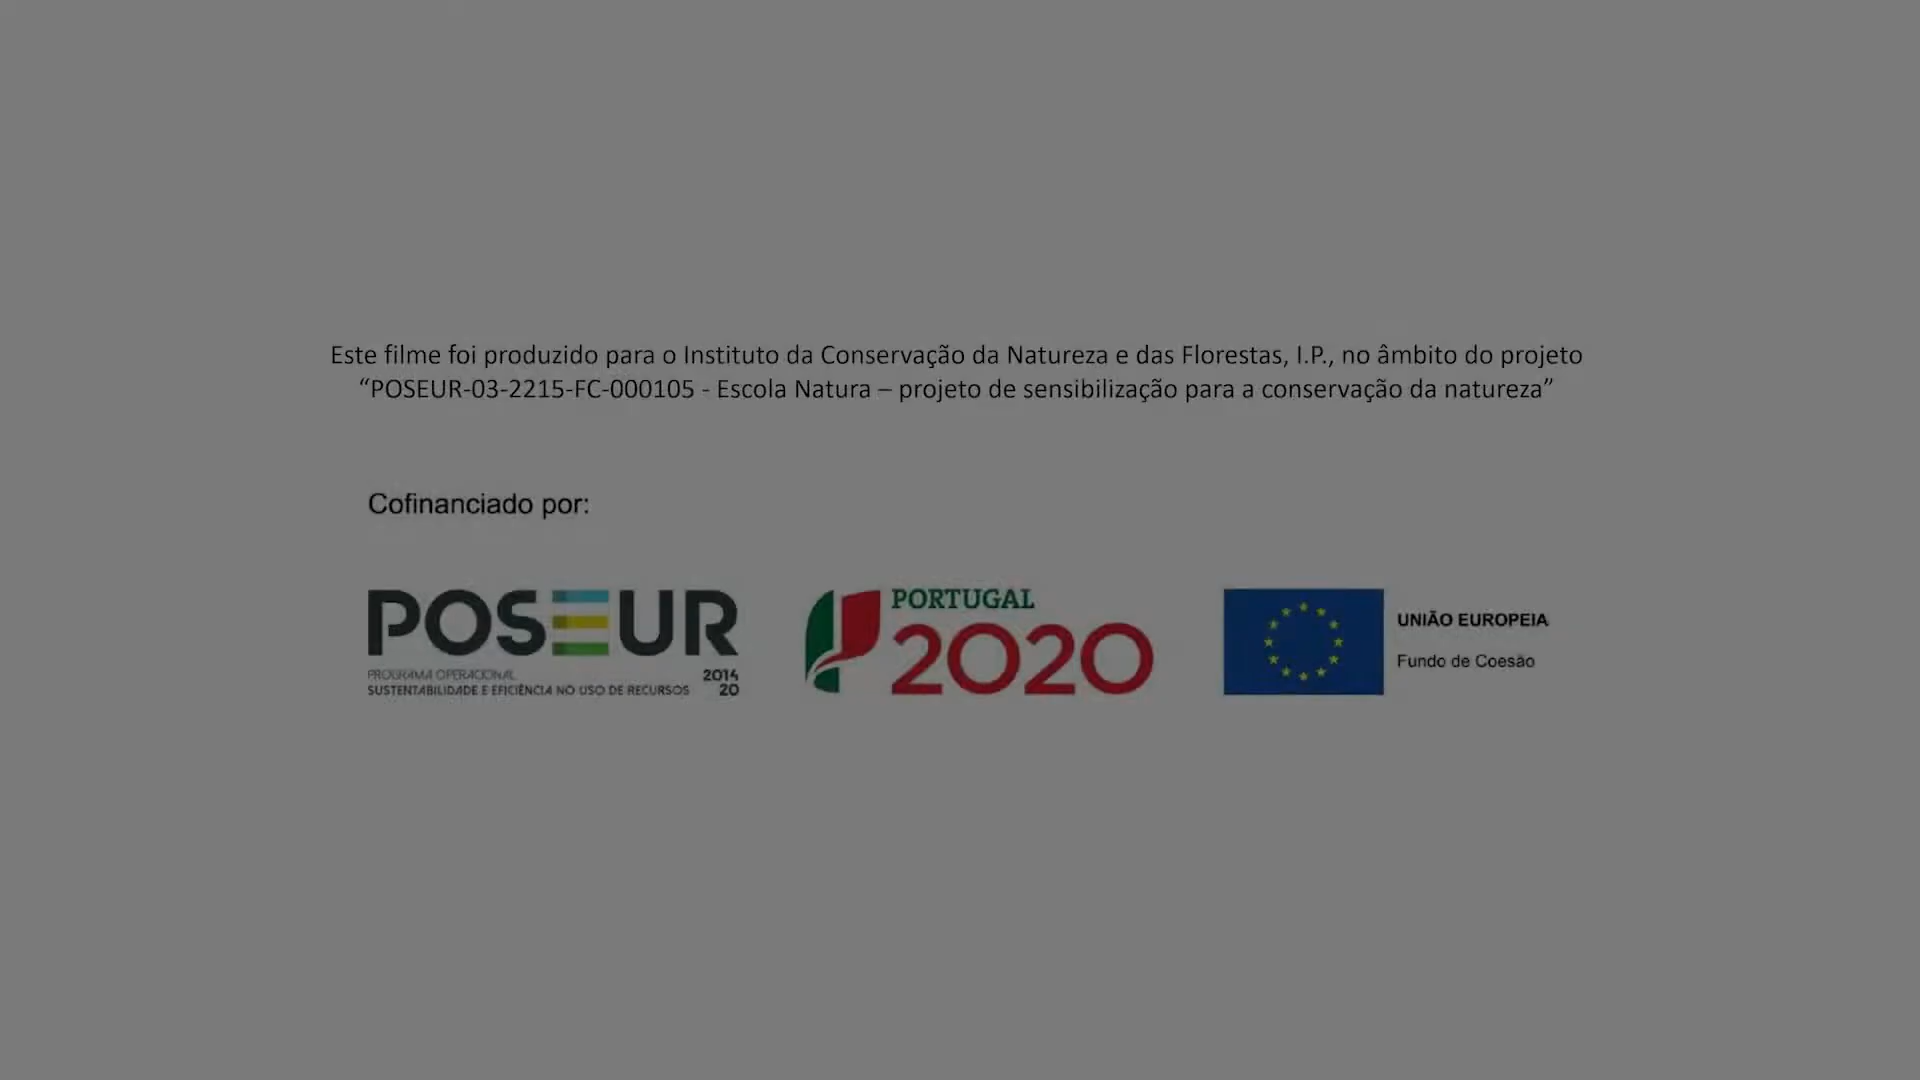 Este filme foi produzido para o Instituto da Conservação da Natureza e das Florestas, I.P., no âmbito do projeto
“POSEUR-03-2215-FC-000105 - Escola Natura – projeto de sensibilização para a conservação da natureza”
Cofinanciado por:
POSEUR
PROGRAMA OPERACIONAL
SUSTENTABILIDADE E EFICIÊNCIA NO USO DE RECURSOS
2014
20
PORTUGAL
2020
UNIÃO EUROPEIA
Fundo de Coesão